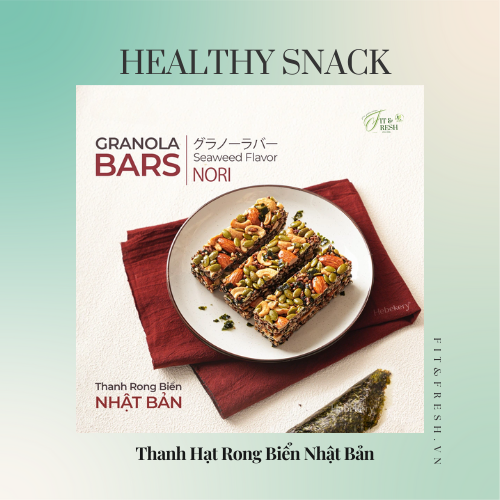 HEALTHY SNACK
FIT &
FRESH
GRANOLA
BARS
グラノーラバー
Seaweed Flavor
NORI
Hebekery
Thanh Rong Biển
NHẬT BẢN
FIT&FRESH.VN
Thanh Hạt Rong Biển Nhật Bản